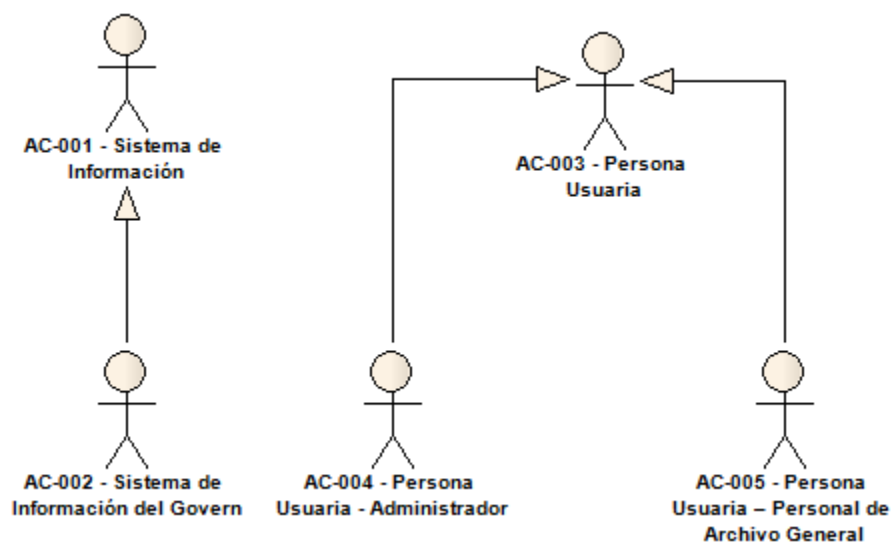 AC-001 - Sistema de
Información
AC-003 - Persona
Usuaria
AC-002 - Sistema de
Información del Govern
AC-004 - Persona
Usuaria - Administrador
AC-005 - Persona
Usuaria – Personal de
Archivo General